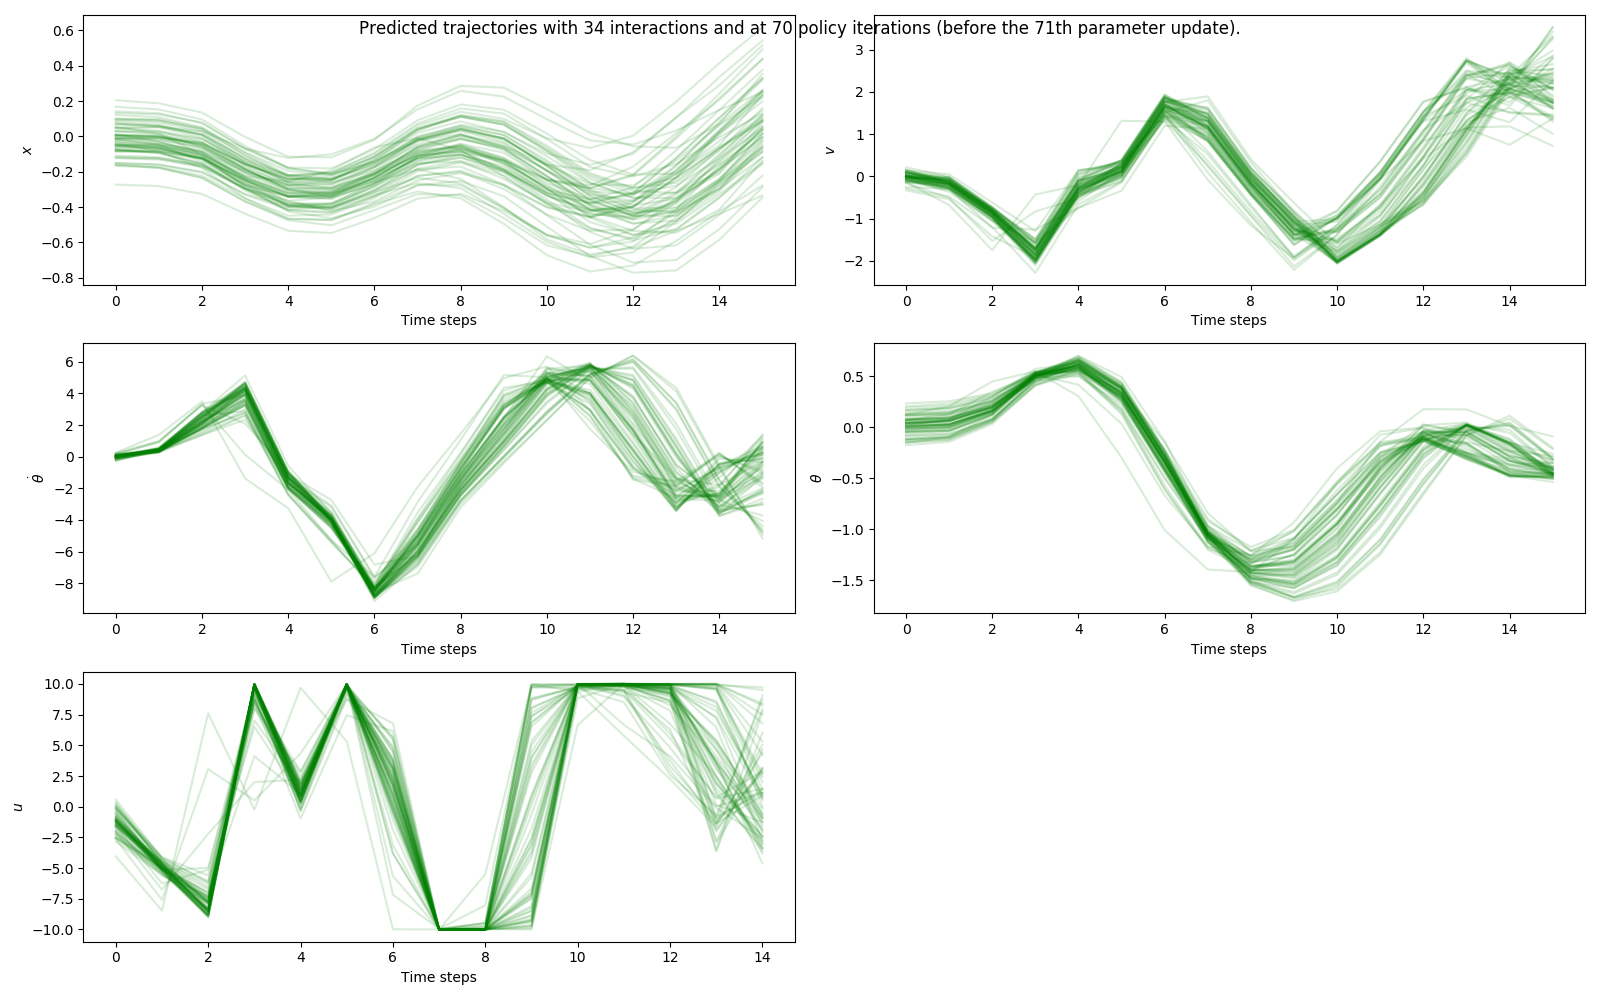 Predicted trajectories with 34 interactions and at 70 policy iterations (before the 71th parameter update).
0.6
0.4
0.2
0.0
−0.2
−0.4
−0.6
−0.8
x
0 2 4 6 8 10 12 14
Time steps
3
2
1
0
−1
−2
v
0 2 4 6 8 10 12 14
Time steps
6
4
2
0
−2
−4
−6
−8
θ̇
0 2 4 6 8 10 12 14
Time steps
0.5
0.0
−0.5
−1.0
−1.5
θ
0 2 4 6 8 10 12 14
Time steps
10.0
7.5
5.0
2.5
0.0
−2.5
−5.0
−7.5
−10.0
u
0 2 4 6 8 10 12 14
Time steps